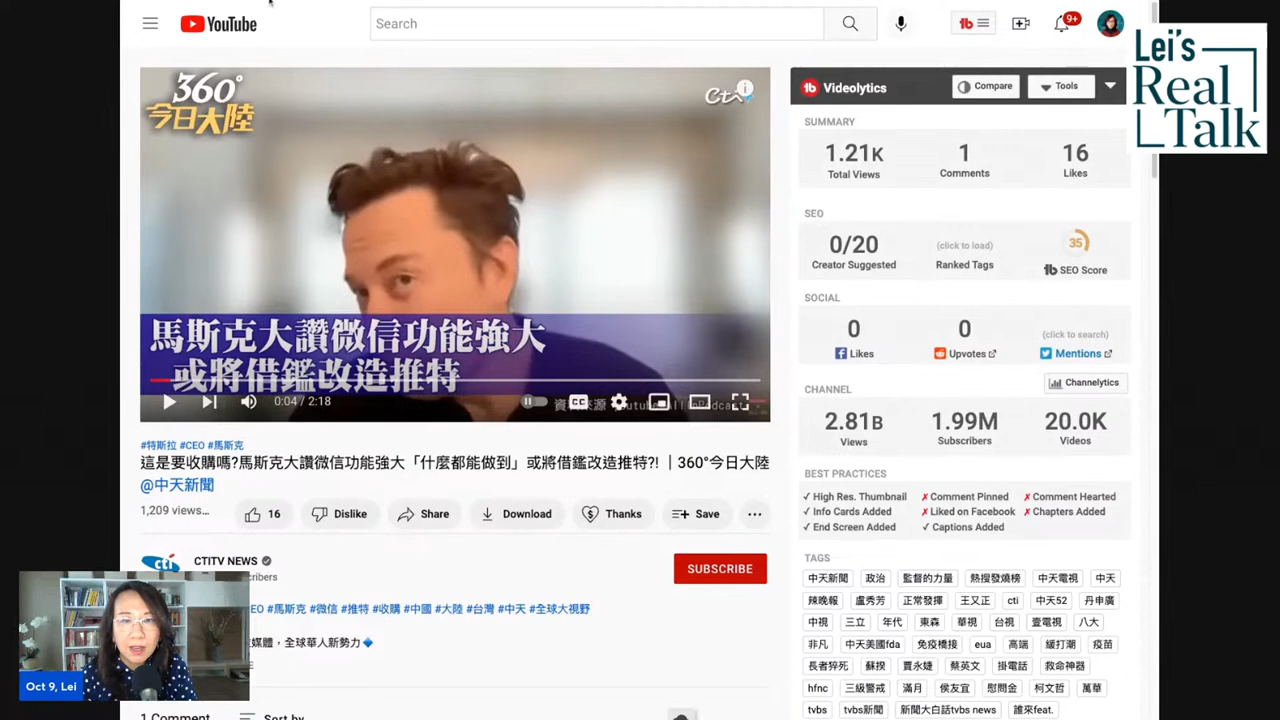 YouTube
Search
9+
Lei's
Real
Talk
360°
今日大陸
馬斯克大讚微信功能強大
或將借鑑改造推特
0:04 / 2:18
CC
#特斯拉 #CEO #馬斯克
這是要收購嗎?馬斯克大讚微信功能強大「什麼都能做到」或將借鑑改造推特?! ｜360°今日大陸
@中天新聞
1,209 views...
16
Dislike
Share
Download
Thanks
Save
...
cti
CTITV NEWS
SUBSCRIBE
#馬斯克 #微信 #推特 #收購 #中國 #大陸 #台灣 #中天 #全球大視野
媒體，全球華人新勢力
1 Comment
Sort by
Oct 9, Lei
Videolytics
Compare
Tools
SUMMARY
1.21K
Total Views
1
Comments
16
Likes
SEO
0/20
Creator Suggested
(click to load)
Ranked Tags
35
SEO Score
SOCIAL
0
Likes
0
Upvotes
(click to search)
Mentions
CHANNEL
Channelytics
2.81B
Views
1.99M
Subscribers
20.0K
Videos
BEST PRACTICES
✓ High Res. Thumbnail ✗ Comment Pinned ✗ Comment Hearted
✓ Info Cards Added ✗ Liked on Facebook ✗ Chapters Added
✓ End Screen Added ✓ Captions Added
TAGS
中天新聞 政治 監督的力量 熱搜發燒榜 中天電視 中天
辣晚報 盧秀芳 正常發揮 王又正 cti 中天52 丹申廣
中視 三立 年代 東森 華視 台視 壹電視 八大
非凡 中天美國fda 免疫橋接 eua 高端 緩打潮 疫苗
長者猝死 蘇揆 賈永婕 蔡英文 掛電話 救命神器
hfnc 三級警戒 滿月 侯友宜 慰問金 柯文哲 萬華
tvbs tvbs新聞 新聞大白話tvbs news 誰來feat.